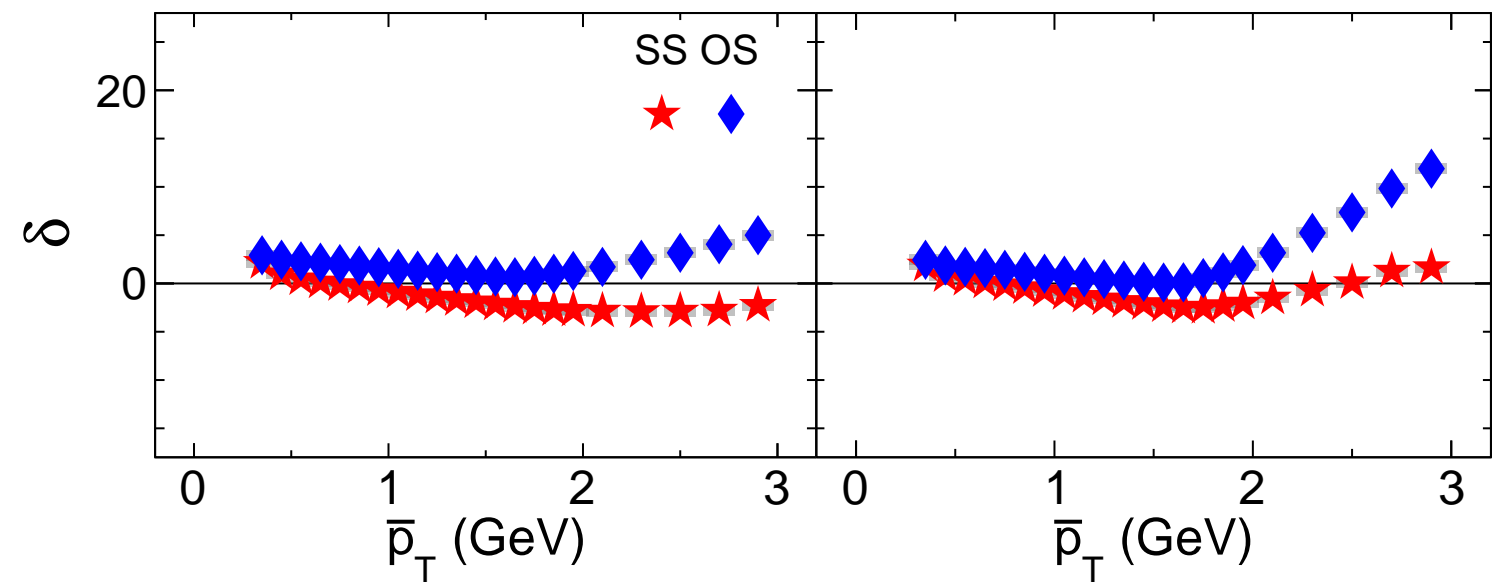 SS OS
20
δ
0
0 1 2 3 0 1 2 3
p̅T (GeV) p̅T (GeV)